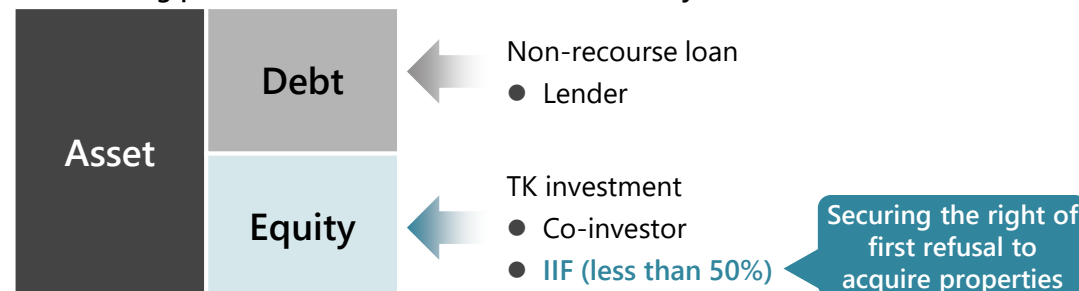 Asset
Debt
Non-recourse loan
● Lender
Equity
TK investment
● Co-investor
● IIF (less than 50%)
Securing the right of
first refusal to
acquire properties